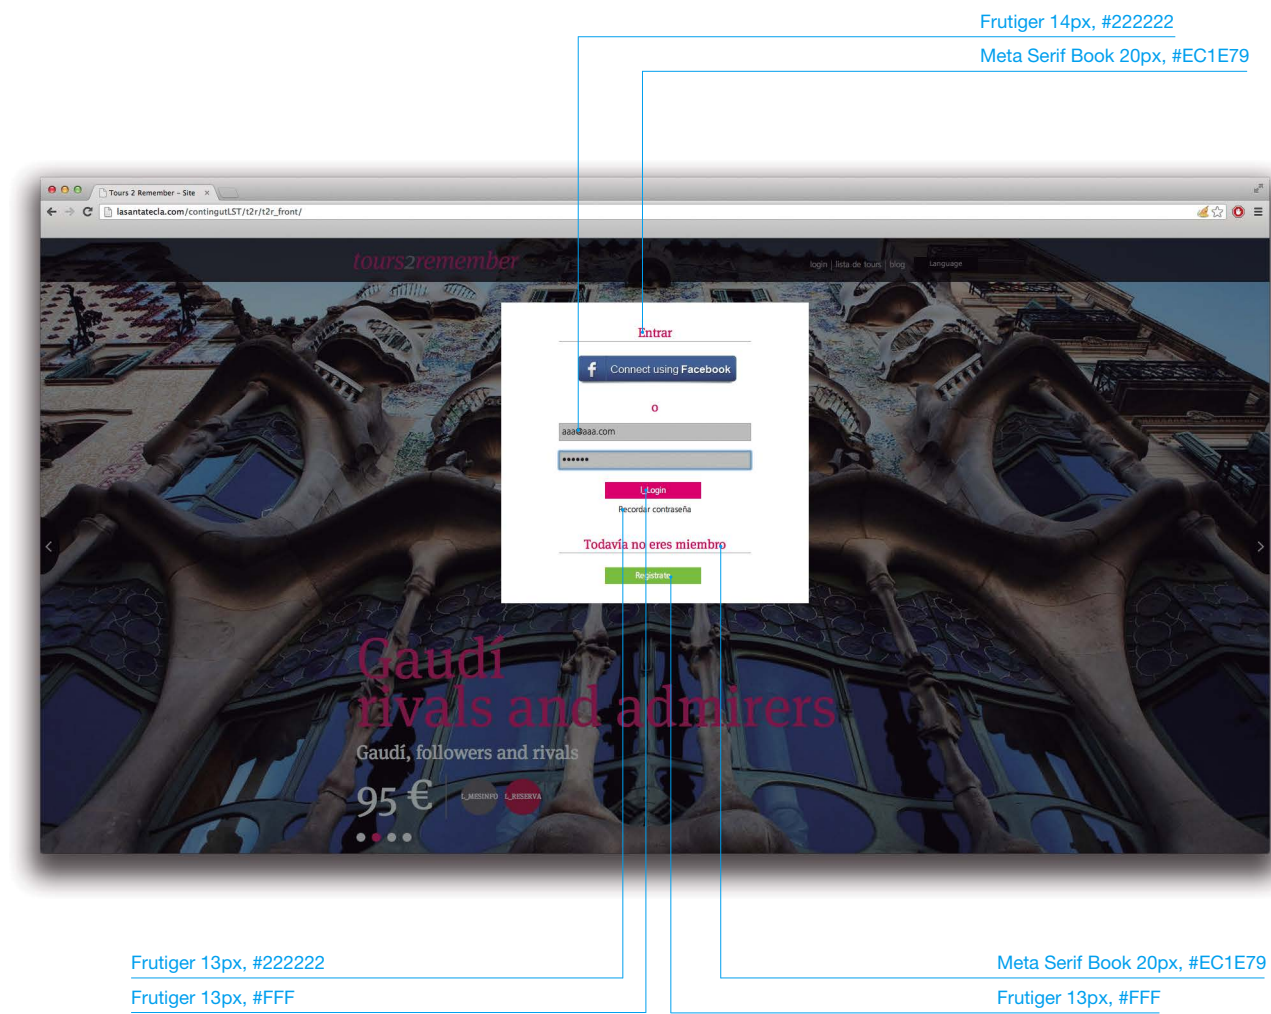 Frutiger 14px, #222222
Meta Serif Book 20px, #EC1E79
Tours 2 Remember – Site ×
lasantatecla.com/contingutLST/t2r/t2r_front/
tours2remember
login | lista de tours | blog
Language
Entrar
f Connect using Facebook
o
aaa@aaa.com
••••••
l_Login
Recordar contraseña
Todavía no eres miembro
Registrate
Gaudí
rivals and admirers
Gaudí, followers and rivals
95 €
L_MESINFO L_RESERVA
Frutiger 13px, #222222
Meta Serif Book 20px, #EC1E79
Frutiger 13px, #FFF
Frutiger 13px, #FFF